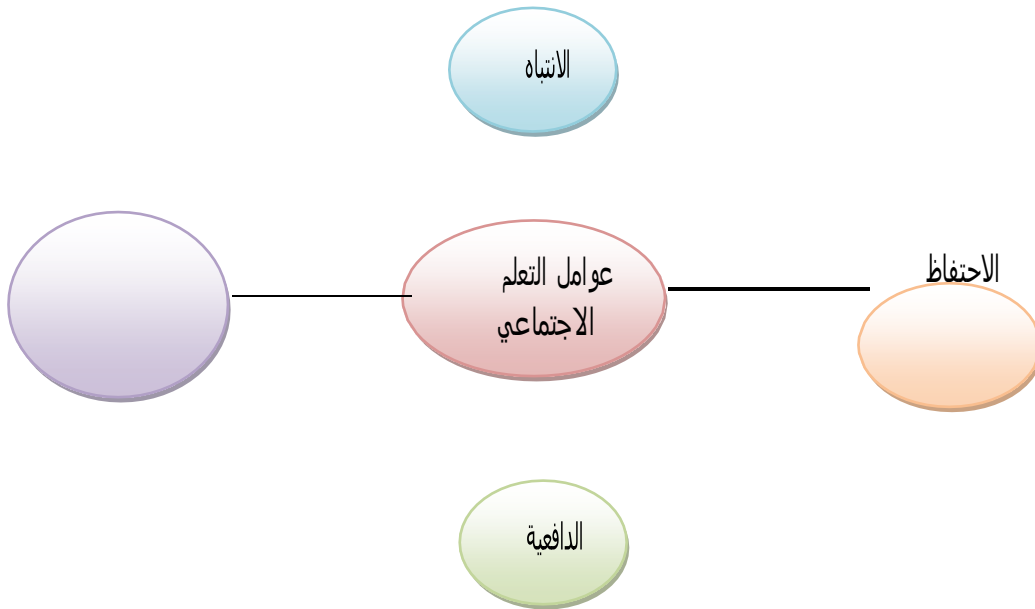 الانتباه
عوامل التعلم
الاجتماعي
الاحتفاظ
الدافعية